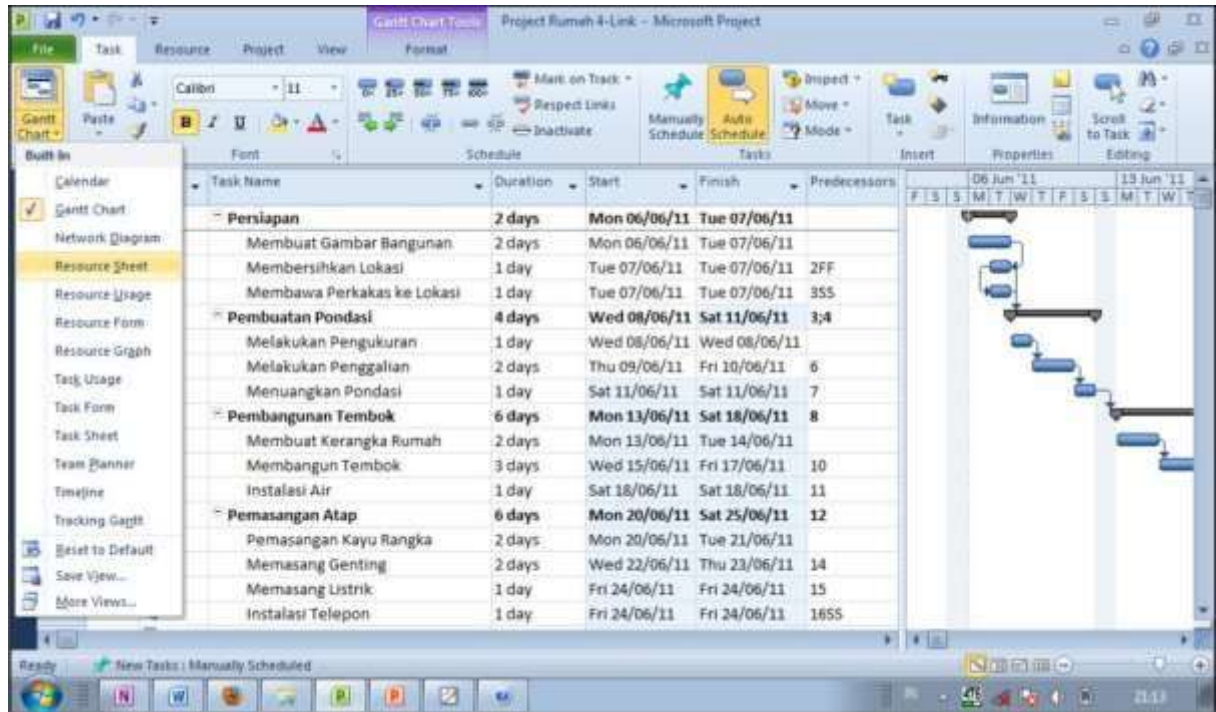 Gantt Chart Tools Project Rumah 4-Link - Microsoft Project
File Task Resource Project View Format
Calibri 11 Mark on Track Inspect
Respect Links Move
Inactivate Mode
Gantt Chart Paste B I U A Manually Schedule Auto Schedule Task Information Scroll to Task
Font Schedule Tasks Insert Properties Editing
Built-In
Calendar
Gantt Chart
Network Diagram
Resource Sheet
Resource Usage
Resource Form
Resource Graph
Task Usage
Task Form
Task Sheet
Team Planner
Timeline
Tracking Gantt
Reset to Default
Save View...
More Views...
Task Name Duration Start Finish Predecessors
Persiapan 2 days Mon 06/06/11 Tue 07/06/11
Membuat Gambar Bangunan 2 days Mon 06/06/11 Tue 07/06/11
Membersihkan Lokasi 1 day Tue 07/06/11 Tue 07/06/11 2FF
Membawa Perkakas ke Lokasi 1 day Tue 07/06/11 Tue 07/06/11 3SS
Pembuatan Pondasi 4 days Wed 08/06/11 Sat 11/06/11 3;4
Melakukan Pengukuran 1 day Wed 08/06/11 Wed 08/06/11
Melakukan Penggalian 2 days Thu 09/06/11 Fri 10/06/11 6
Menuangkan Pondasi 1 day Sat 11/06/11 Sat 11/06/11 7
Pembangunan Tembok 6 days Mon 13/06/11 Sat 18/06/11 8
Membuat Kerangka Rumah 2 days Mon 13/06/11 Tue 14/06/11
Membangun Tembok 3 days Wed 15/06/11 Fri 17/06/11 10
Instalasi Air 1 day Sat 18/06/11 Sat 18/06/11 11
Pemasangan Atap 6 days Mon 20/06/11 Sat 25/06/11 12
Pemasangan Kayu Rangka 2 days Mon 20/06/11 Tue 21/06/11
Memasang Genting 2 days Wed 22/06/11 Thu 23/06/11 14
Memasang Listrik 1 day Fri 24/06/11 Fri 24/06/11 15
Instalasi Telepon 1 day Fri 24/06/11 Fri 24/06/11 16SS
06 Jun '11 13 Jun '11
F S S M T W T F S S M T W T
Ready New Tasks : Manually Scheduled
21:13